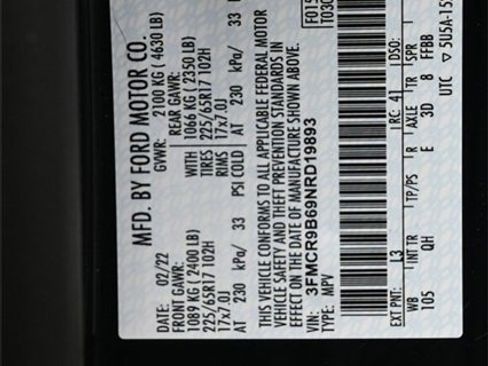 MFD. BY FORD MOTOR CO.
DATE: 02/22 GVWR: 2100 KG ( 4630 LB)
FRONT GAWR: REAR GAWR:
1089 KG ( 2400 LB) WITH 1066 KG ( 2350 LB)
225/65R17 102H TIRES 225/65R17 102H
17x7.0J RIMS 17x7.0J
AT 230 kPa/ 33 PSI COLD AT 230 kPa/ 33
THIS VEHICLE CONFORMS TO ALL APPLICABLE FEDERAL MOTOR
VEHICLE SAFETY AND THEFT PREVENTION STANDARDS IN
EFFECT ON THE DATE OF MANUFACTURE SHOWN ABOVE.
VIN: 3FMCR9B69NRD19893
TYPE: MPV
EXT PNT: L3 RC: 41 DSO:
WB INT TR TP/PS R AXLE TR SPR
105 QH E 3D 8 FFBB
UTC